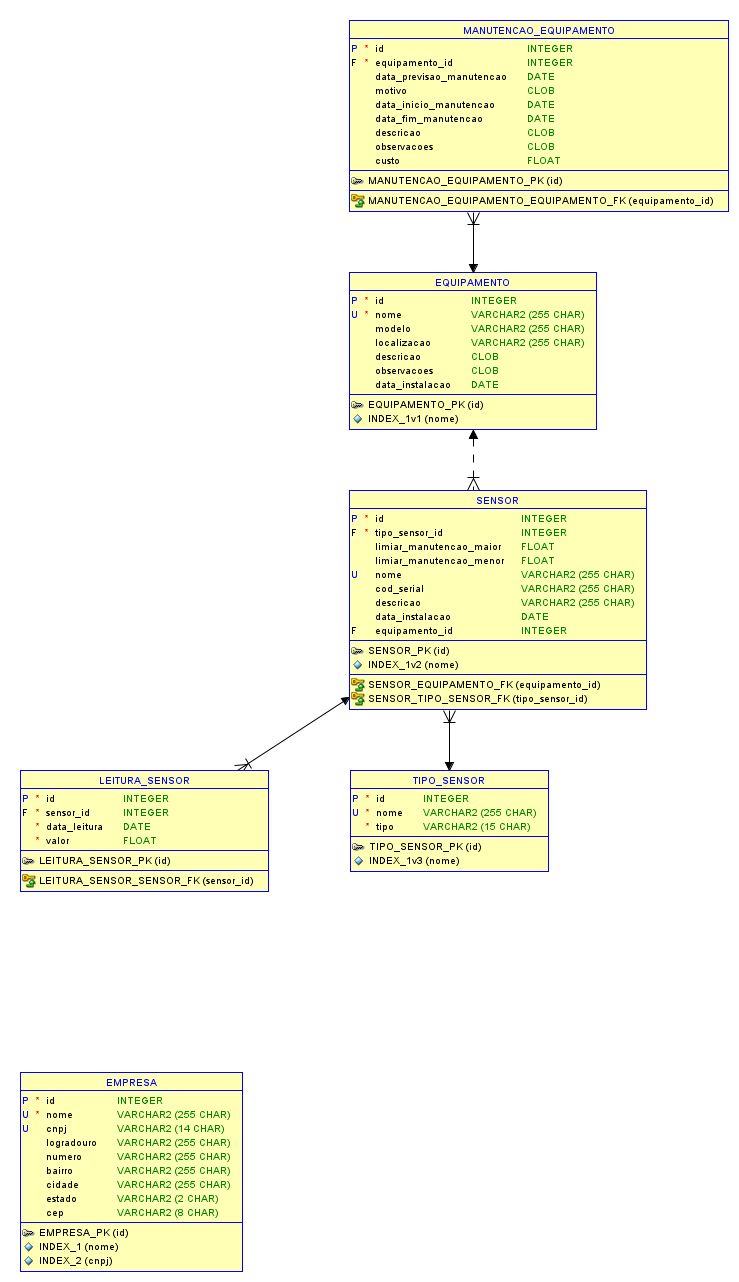 MANUTENCAO_EQUIPAMENTO
P * id INTEGER
F * equipamento_id INTEGER
data_previsao_manutencao DATE
motivo CLOB
data_inicio_manutencao DATE
data_fim_manutencao DATE
descricao CLOB
observacoes CLOB
custo FLOAT
MANUTENCAO_EQUIPAMENTO_PK (id)
MANUTENCAO_EQUIPAMENTO_EQUIPAMENTO_FK (equipamento_id)
EQUIPAMENTO
P * id INTEGER
U * nome VARCHAR2 (255 CHAR)
modelo VARCHAR2 (255 CHAR)
localizacao VARCHAR2 (255 CHAR)
descricao CLOB
observacoes CLOB
data_instalacao DATE
EQUIPAMENTO_PK (id)
INDEX_1v1 (nome)
SENSOR
P * id INTEGER
F * tipo_sensor_id INTEGER
limiar_manutencao_maior FLOAT
limiar_manutencao_menor FLOAT
U nome VARCHAR2 (255 CHAR)
cod_serial VARCHAR2 (255 CHAR)
descricao VARCHAR2 (255 CHAR)
data_instalacao DATE
F equipamento_id INTEGER
SENSOR_PK (id)
INDEX_1v2 (nome)
SENSOR_EQUIPAMENTO_FK (equipamento_id)
SENSOR_TIPO_SENSOR_FK (tipo_sensor_id)
LEITURA_SENSOR
P * id INTEGER
F * sensor_id INTEGER
* data_leitura DATE
* valor FLOAT
LEITURA_SENSOR_PK (id)
LEITURA_SENSOR_SENSOR_FK (sensor_id)
TIPO_SENSOR
P * id INTEGER
U * nome VARCHAR2 (255 CHAR)
* tipo VARCHAR2 (15 CHAR)
TIPO_SENSOR_PK (id)
INDEX_1v3 (nome)
EMPRESA
P * id INTEGER
U * nome VARCHAR2 (255 CHAR)
U cnpj VARCHAR2 (14 CHAR)
logradouro VARCHAR2 (255 CHAR)
numero VARCHAR2 (255 CHAR)
bairro VARCHAR2 (255 CHAR)
cidade VARCHAR2 (255 CHAR)
estado VARCHAR2 (2 CHAR)
cep VARCHAR2 (8 CHAR)
EMPRESA_PK (id)
INDEX_1 (nome)
INDEX_2 (cnpj)